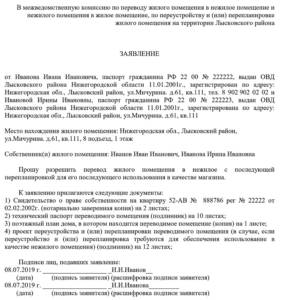 В межведомственную комиссию по переводу жилого помещения в нежилое помещение и
нежилого помещения в жилое помещение, по переустройству и (или) перепланировке
жилого помещения на территории Лысковского района
ЗАЯВЛЕНИЕ
от Иванова Ивана Ивановича, паспорт гражданина РФ 22 00 № 222222, выдан ОВД
Лысковского района Нижегородской области 11.01.2001г., зарегистрирован по адресу:
Нижегородская обл., Лысковский район, ул.Мичурина. д.61, кв.111, тел. 8 902 902 02 02 и
Ивановой Ирины Ивановны, паспорт гражданина РФ 22 00 № 222223, выдан ОВД
Лысковского района Нижегородской области 11.01.2001г., зарегистрирован по адресу:
Нижегородская обл., Лысковский район, ул.Мичурина. д.61, кв.111
Место нахождения жилого помещения: Нижегородская обл., Лысковский район,
ул.Мичурина. д.61, кв.111, 8 подъезд, 1 этаж
Собственник(и) жилого помещения: Иванов Иван Иванович, Иванова Ирина Ивановна
Прошу разрешить перевод жилого помещения в нежилое с последующей
перепланировкой для его последующего использования в качестве магазина.
К заявлению прилагаются следующие документы:
1) Свидетельство о праве собственности на квартиру 52-АВ № 888786 рег № 22222 от
02.02.2002г. (нотариально заверенная копия) на 2 листах;
2) технический паспорт переводимого помещения (подлинник) на 10 листах;
3) поэтажный план дома, в котором находится переводимое помещение (копия) на 1 листе;
4) проект переустройства и (или) перепланировки переводимого помещения (в случае, если
переустройство и (или) перепланировка требуются для обеспечения использования в
качестве нежилого помещения) (подлинник) на 12 листах;
Подписи лиц, подавших заявление:
08.07.2019 г. ____________ И.И.Иванов__
(дата) (подпись заявителя) (расшифровка подписи заявителя)
08.07.2019 г. ____________ И.И.Иванова_
(дата) (подпись заявителя) (расшифровка подписи заявителя)